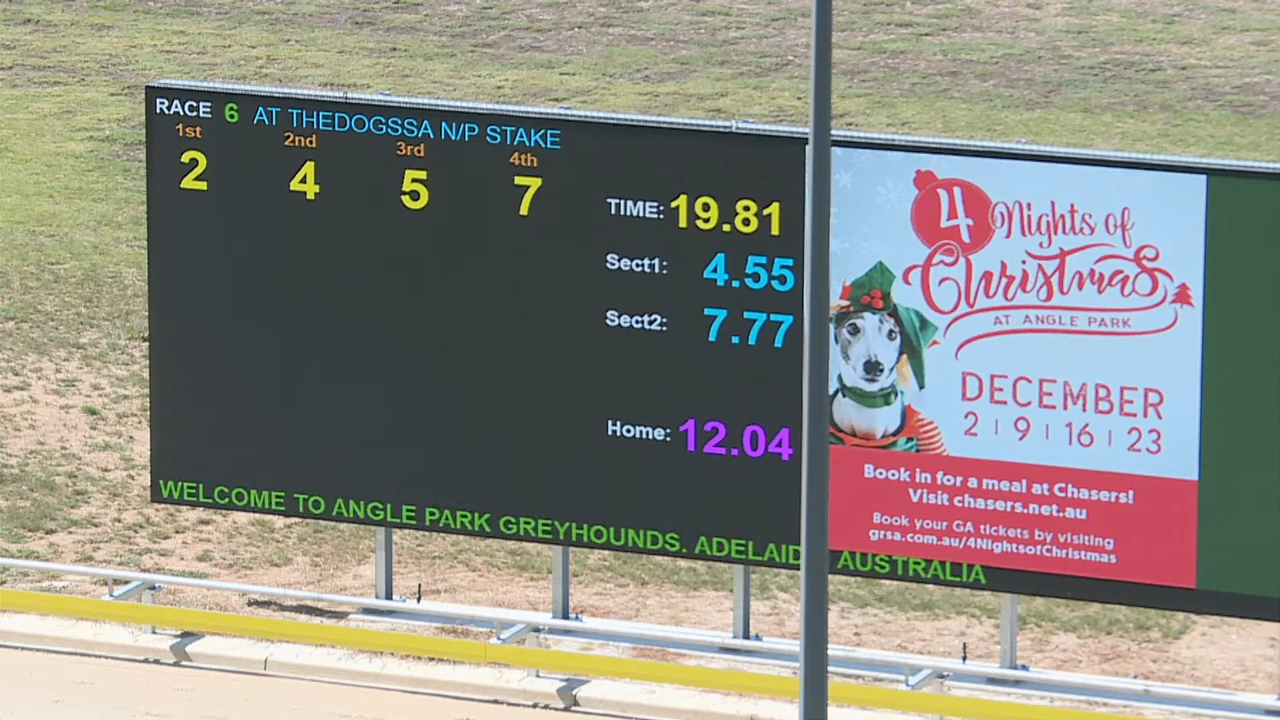 RACE 6 AT THEDOGSSA N/P STAKE
1st 2nd 3rd 4th
2 4 5 7
TIME: 19.81
Sect1: 4.55
Sect2: 7.77
Home: 12.04
WELCOME TO ANGLE PARK GREYHOUNDS. ADELAID AUSTRALIA
4 Nights of
Christmas
AT ANGLE PARK
DECEMBER
2 | 9 | 16 | 23
Book in for a meal at Chasers!
Visit chasers.net.au
Book your GA tickets by visiting
grsa.com.au/4NightsofChristmas